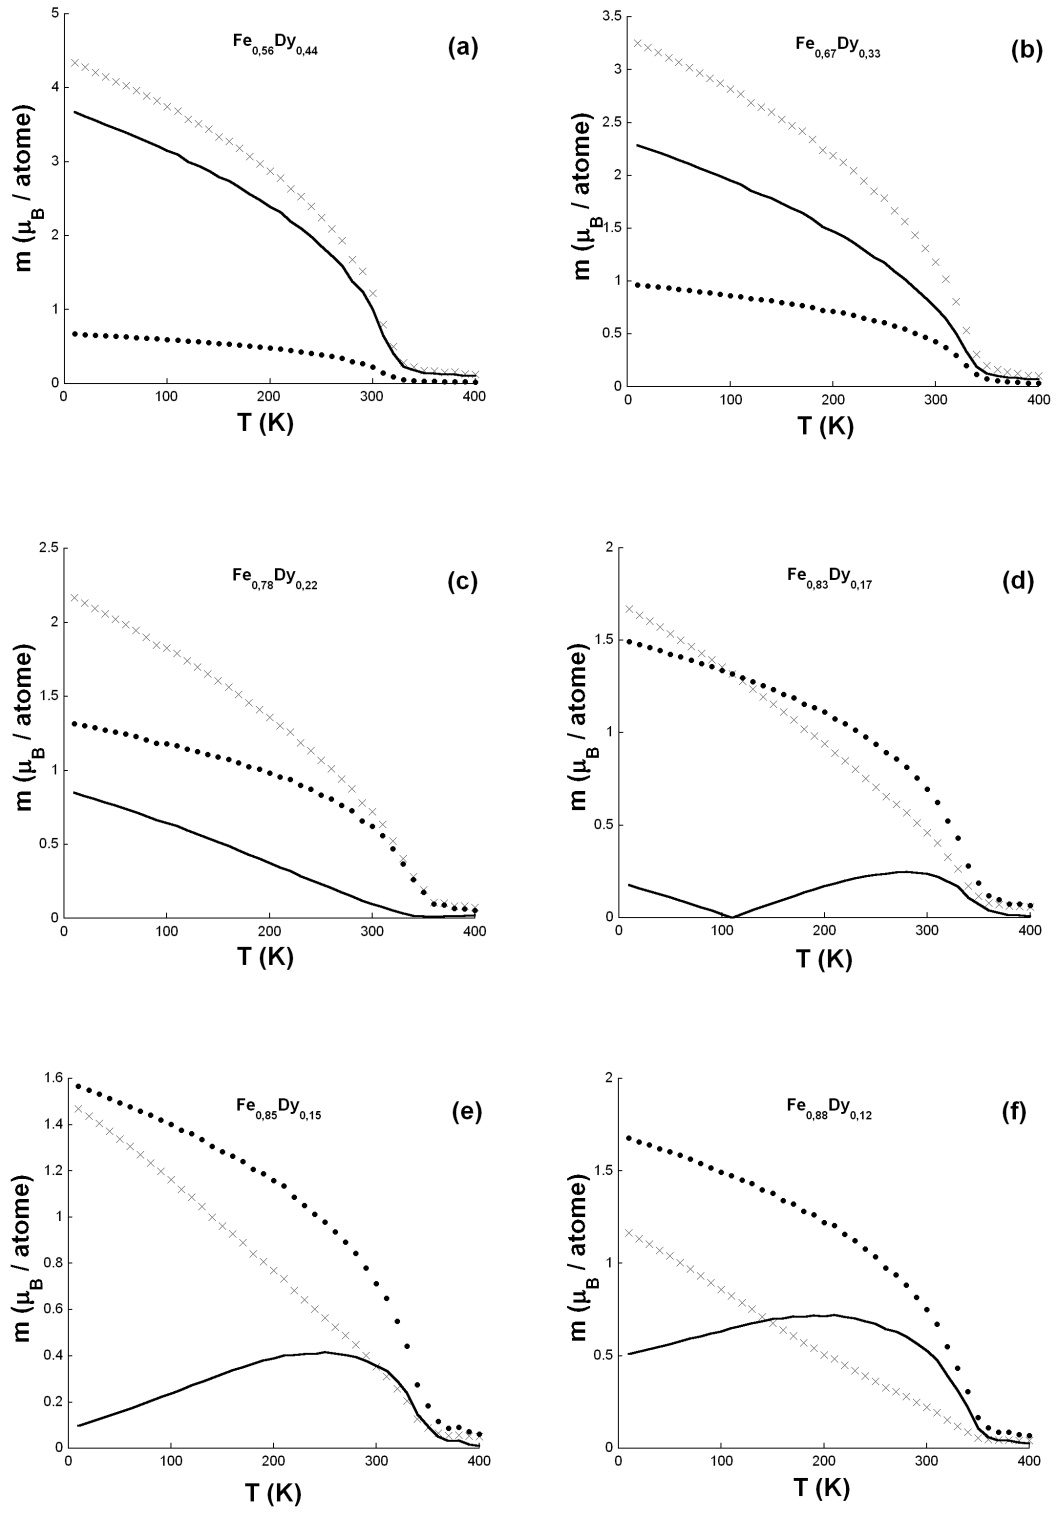 Fe0,56Dy0,44 (a)
5
4
3
2
1
0
m (μB / atome)
0 100 200 300 400
T (K)
Fe0,67Dy0,33 (b)
3.5
3
2.5
2
1.5
1
0.5
0
m (μB / atome)
0 100 200 300 400
T (K)
Fe0,78Dy0,22 (c)
2.5
2
1.5
1
0.5
0
m (μB / atome)
0 100 200 300 400
T (K)
Fe0,83Dy0,17 (d)
2
1.5
1
0.5
0
m (μB / atome)
0 100 200 300 400
T (K)
Fe0,85Dy0,15 (e)
1.6
1.4
1.2
1
0.8
0.6
0.4
0.2
0
m (μB / atome)
0 100 200 300 400
T (K)
Fe0,88Dy0,12 (f)
2
1.5
1
0.5
0
m (μB / atome)
0 100 200 300 400
T (K)